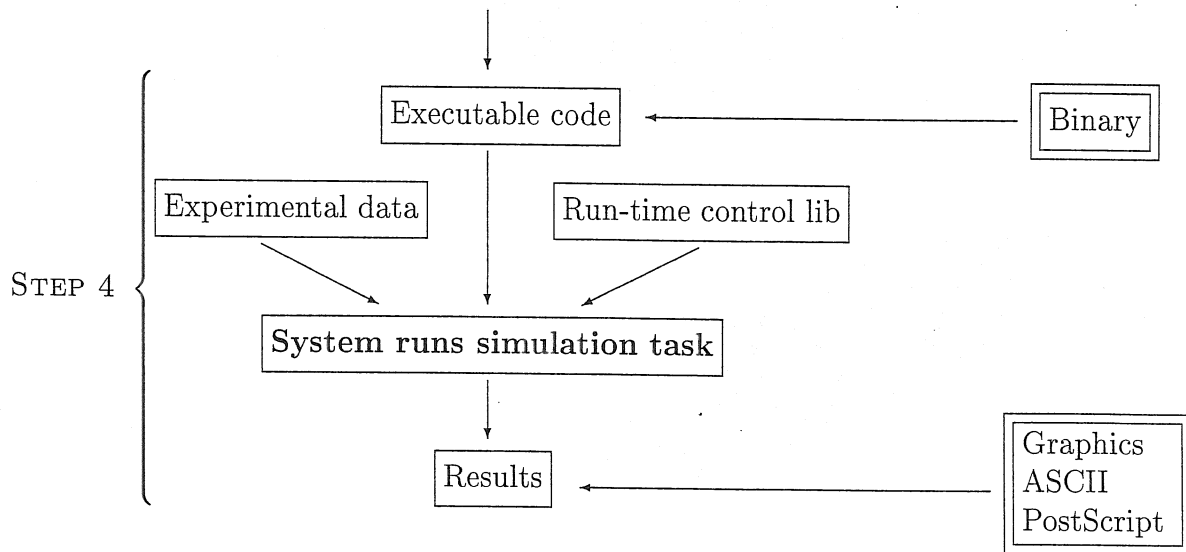 Executable code
Binary
Experimental data
Run-time control lib
STEP 4
System runs simulation task
Results
Graphics
ASCII
PostScript